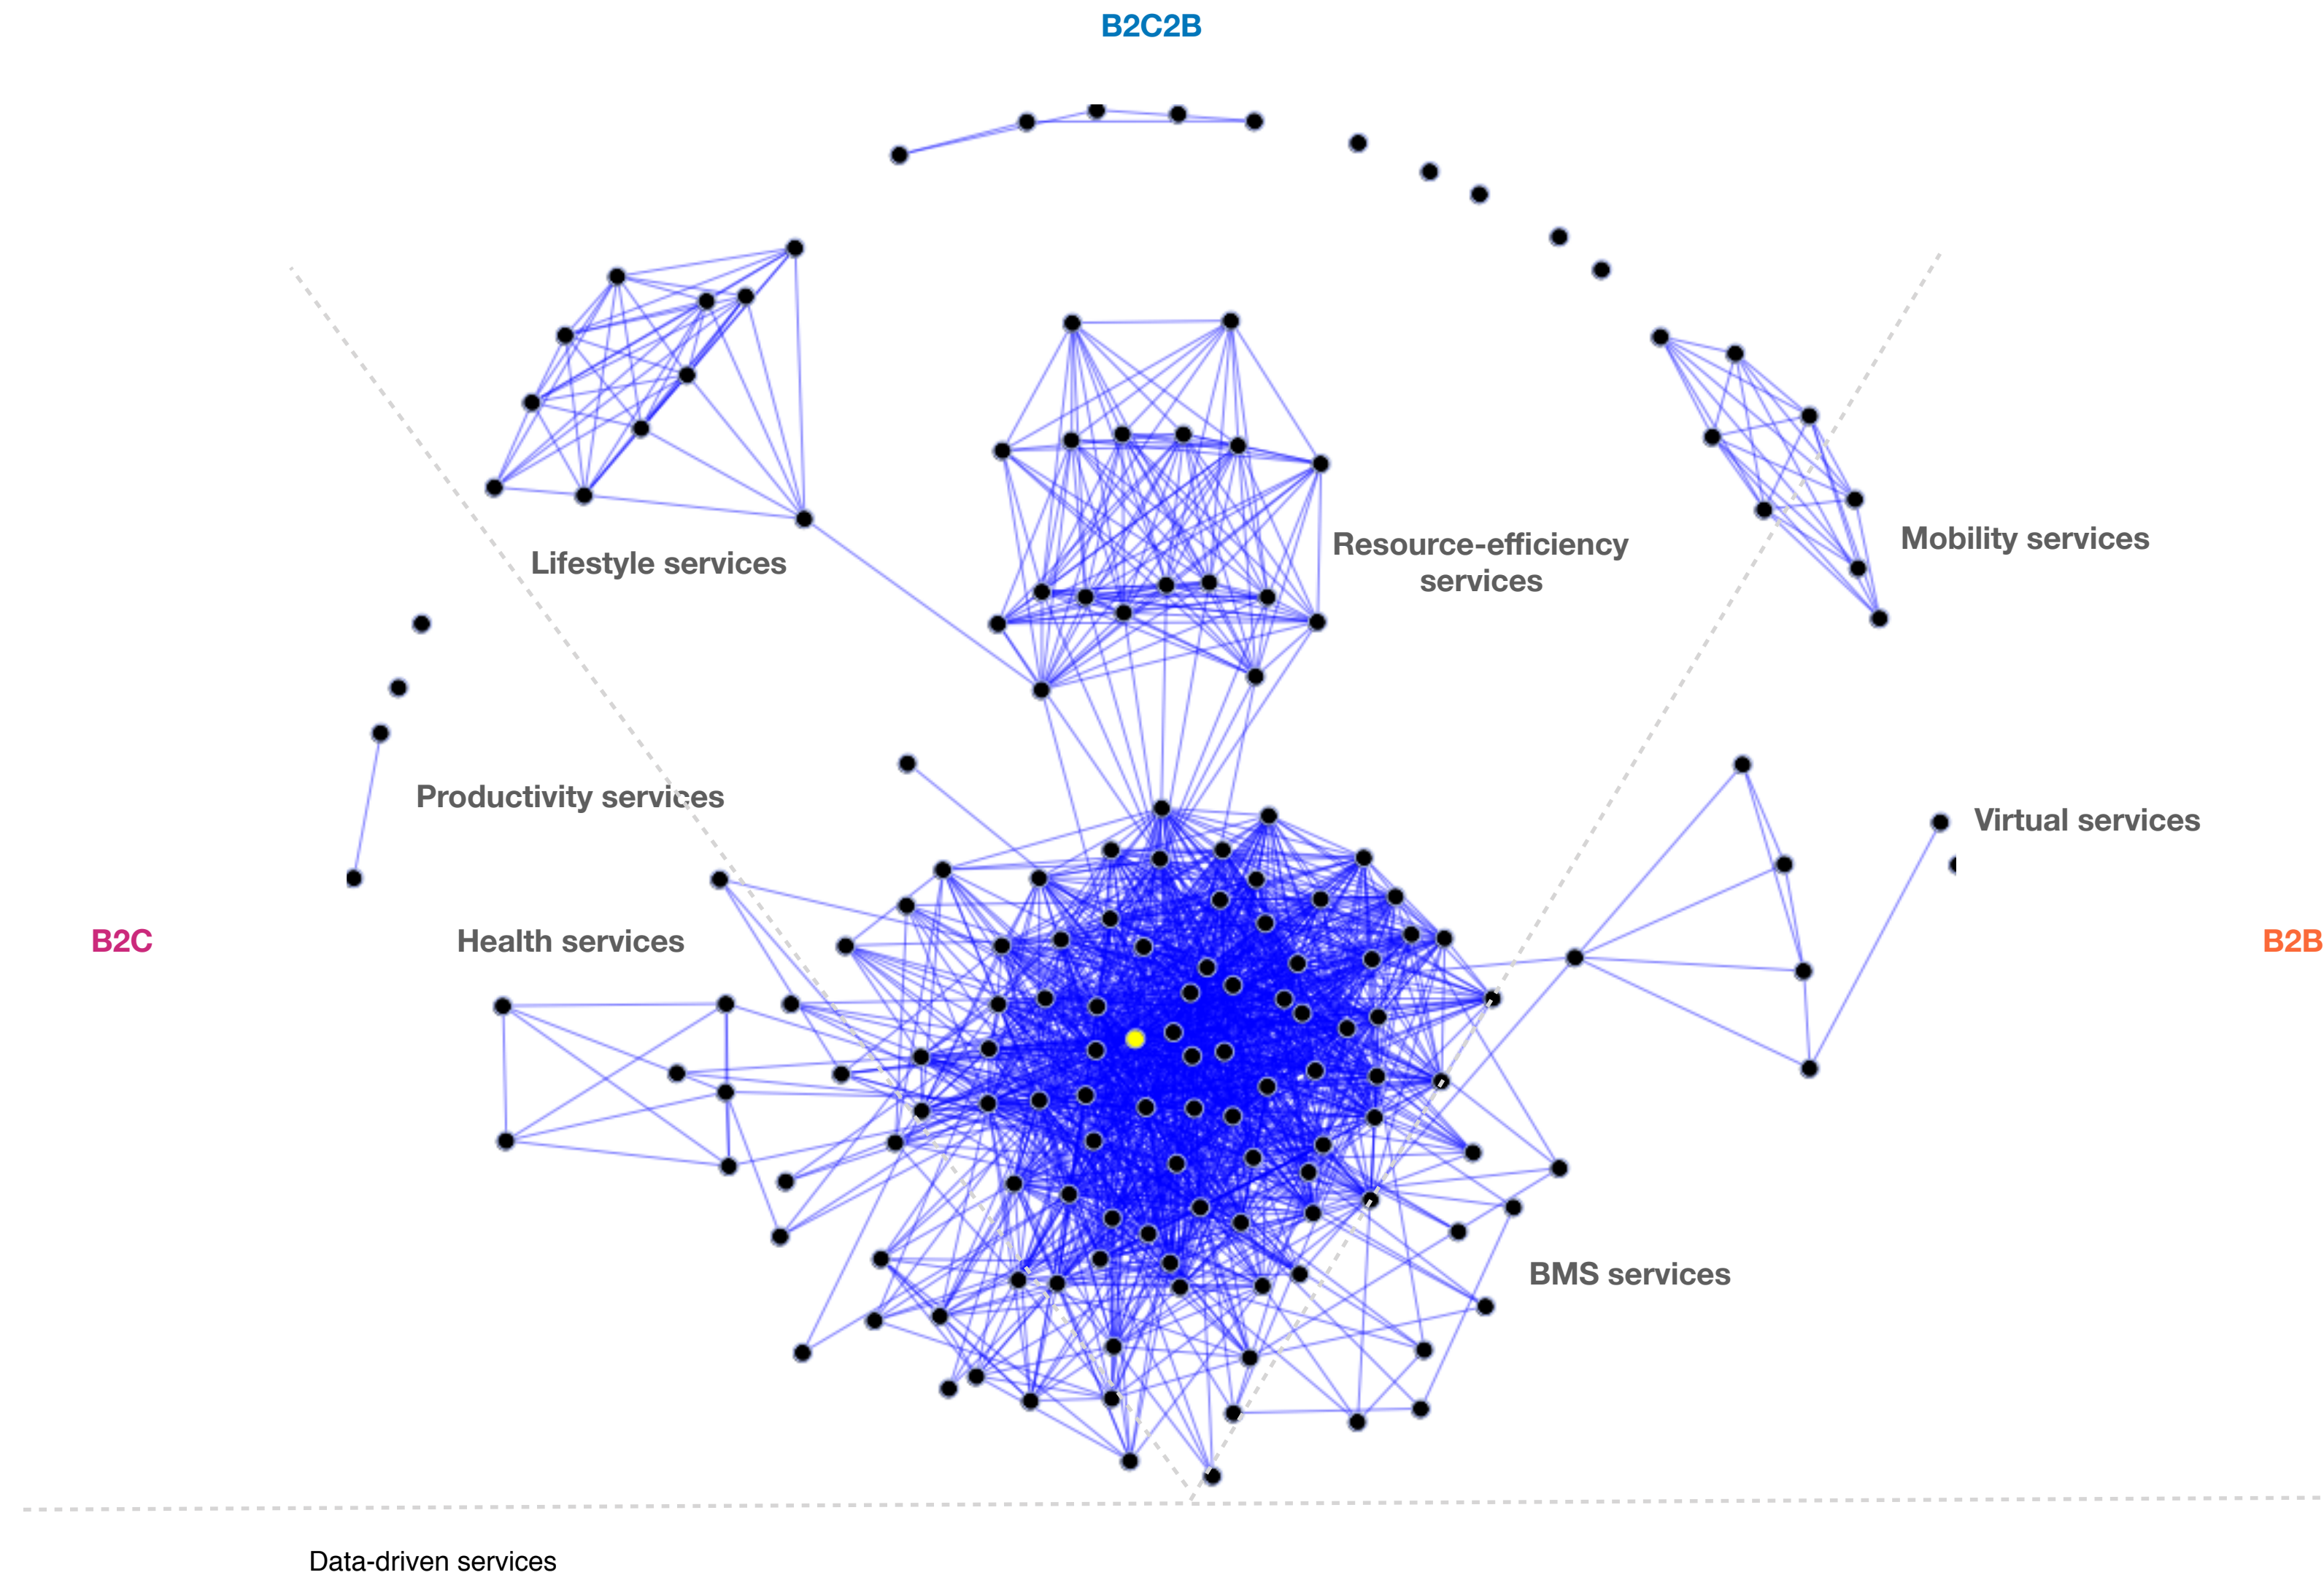 B2C2B
Resource-efficiency
services
Mobility services
Lifestyle services
Productivity services
Virtual services
B2C
Health services
B2B
BMS services
Data-driven services